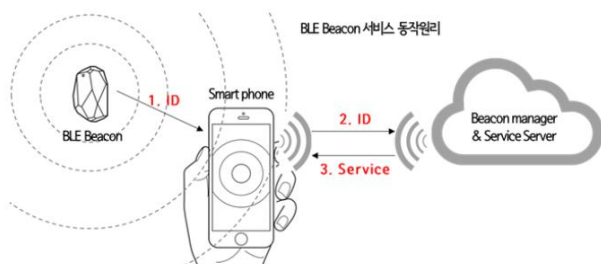 BLE Beacon 서비스 동작원리
1. ID
Smart phone
BLE Beacon
2. ID
3. Service
Beacon manager
& Service Server